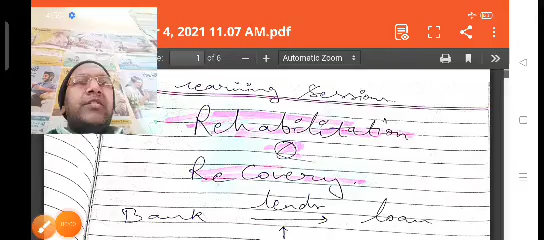 r 4, 2021 11.07 AM.pdf
e: 1 of 6 − + Automatic Zoom
Learning Session
Rehabilitation
@
Recovery
Bank lends loan